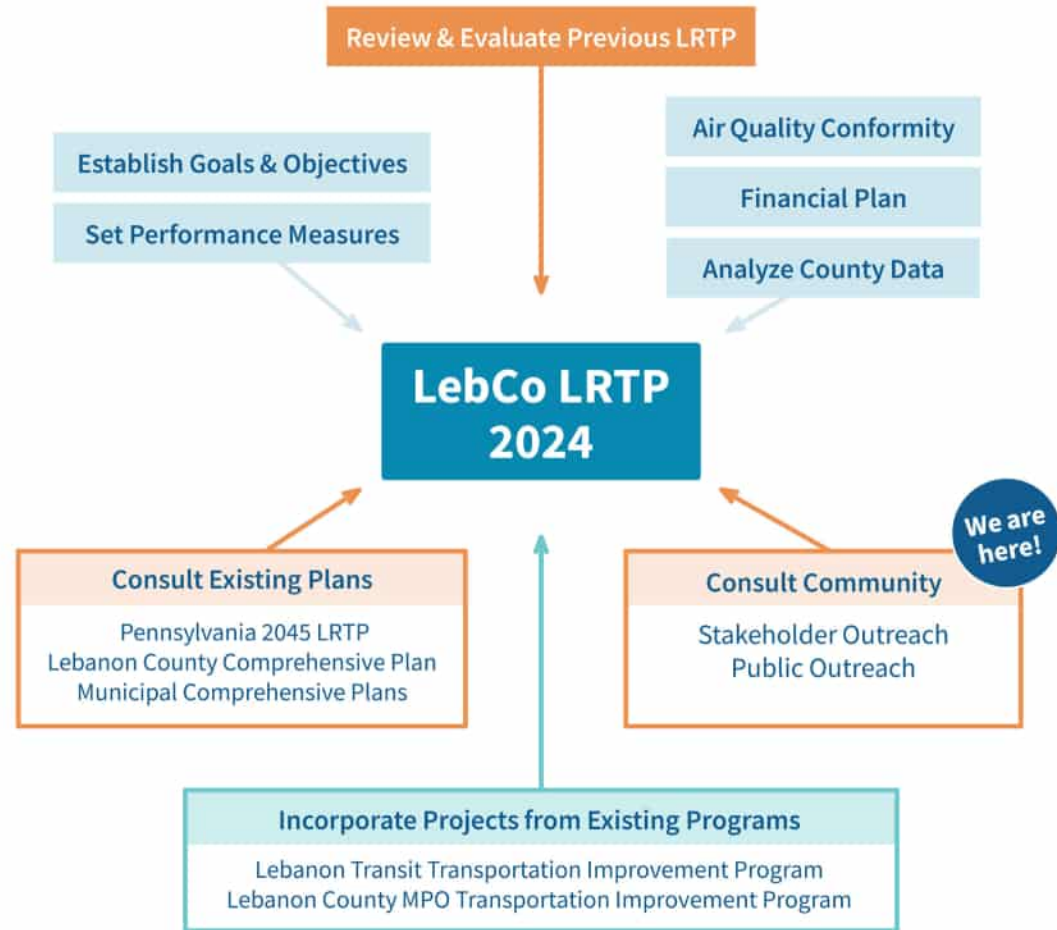 Review & Evaluate Previous LRTP
Establish Goals & Objectives
Set Performance Measures
Air Quality Conformity
Financial Plan
Analyze County Data
LebCo LRTP
2024
Consult Existing Plans
Pennsylvania 2045 LRTP
Lebanon County Comprehensive Plan
Municipal Comprehensive Plans
We are
here!
Consult Community
Stakeholder Outreach
Public Outreach
Incorporate Projects from Existing Programs
Lebanon Transit Transportation Improvement Program
Lebanon County MPO Transportation Improvement Program